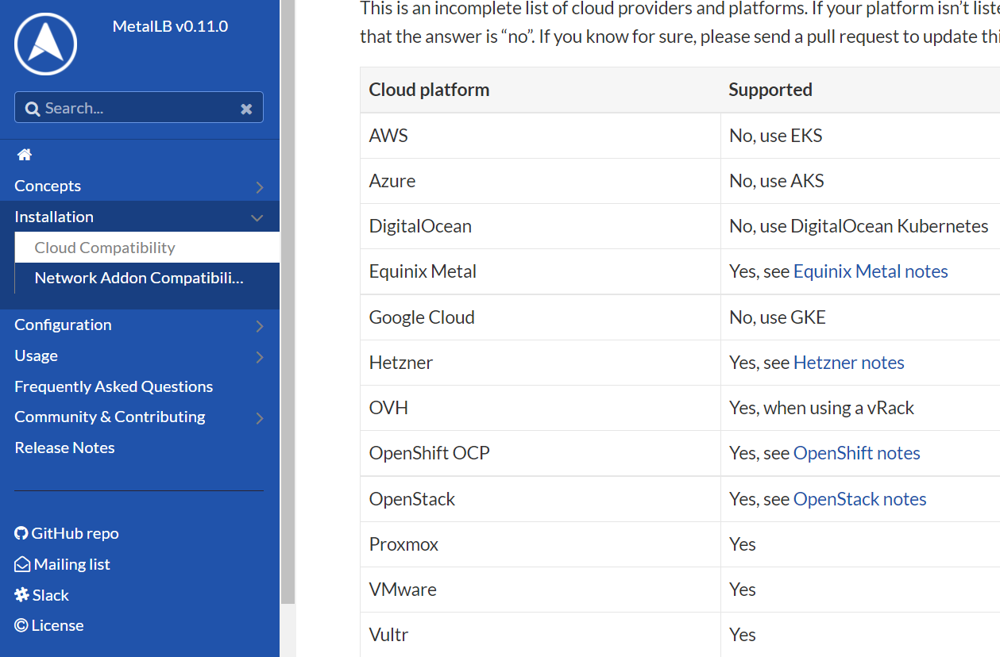 MetalLB v0.11.0
Search...
Concepts
Installation
Cloud Compatibility
Network Addon Compatibili...
Configuration
Usage
Frequently Asked Questions
Community & Contributing
Release Notes
GitHub repo
Mailing list
Slack
License
This is an incomplete list of cloud providers and platforms. If your platform isn’t
that the answer is “no”. If you know for sure, please send a pull request to update
Cloud platform Supported
AWS No, use EKS
Azure No, use AKS
DigitalOcean No, use DigitalOcean Kubernetes
Equinix Metal Yes, see Equinix Metal notes
Google Cloud No, use GKE
Hetzner Yes, see Hetzner notes
OVH Yes, when using a vRack
OpenShift OCP Yes, see OpenShift notes
OpenStack Yes, see OpenStack notes
Proxmox Yes
VMware Yes
Vultr Yes